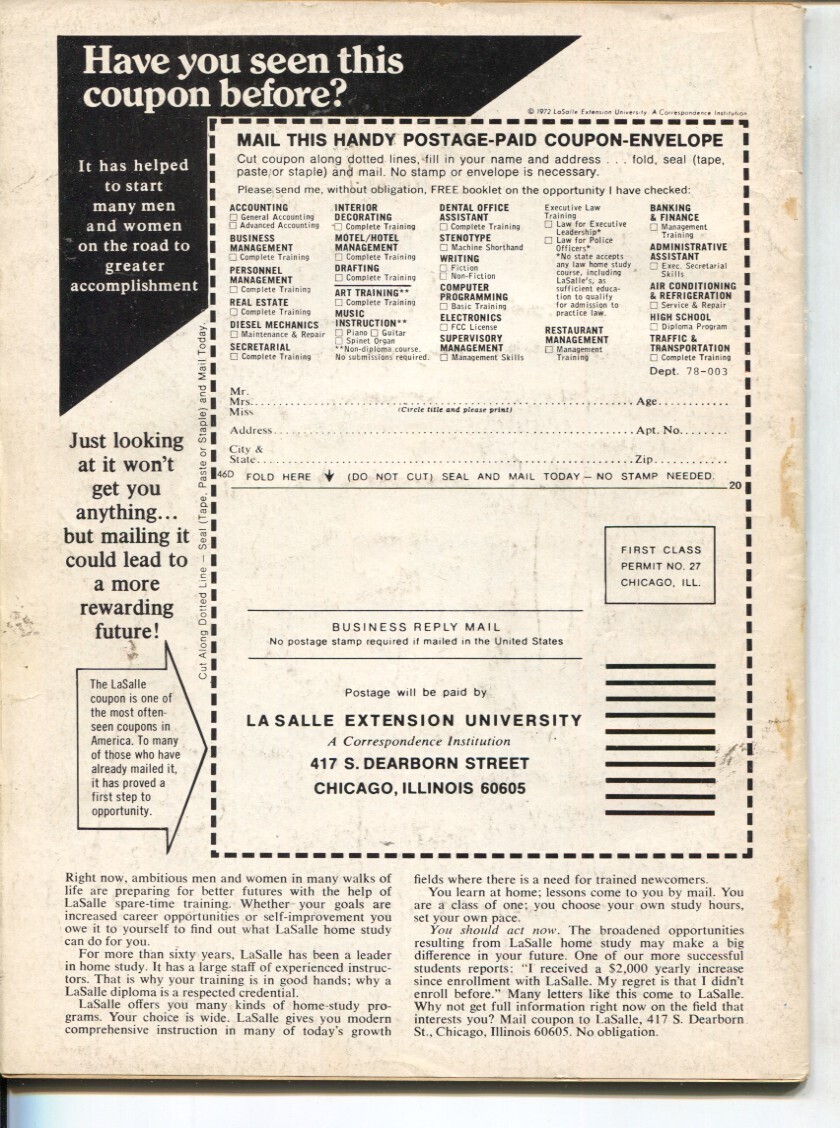 Have you seen this
coupon before?
© 1972 LaSalle Extension University. A Correspondence Institution
It has helped
to start
many men
and women
on the road to
greater
accomplishment
MAIL THIS HANDY POSTAGE-PAID COUPON-ENVELOPE
Cut coupon along dotted lines, fill in your name and address . . . fold, seal (tape,
paste or staple) and mail. No stamp or envelope is necessary.
Please send me, without obligation, FREE booklet on the opportunity I have checked:
ACCOUNTING
☐ General Accounting
☐ Advanced Accounting
BUSINESS
MANAGEMENT
☐ Complete Training
PERSONNEL
MANAGEMENT
☐ Complete Training
REAL ESTATE
☐ Complete Training
DIESEL MECHANICS
☐ Maintenance & Repair
SECRETARIAL
☐ Complete Training
INTERIOR
DECORATING
☐ Complete Training
MOTEL/HOTEL
MANAGEMENT
☐ Complete Training
DRAFTING
☐ Complete Training
ART TRAINING**
☐ Complete Training
MUSIC
INSTRUCTION**
☐ Piano ☐ Guitar
☐ Spinet Organ
**Non-diploma course.
No submissions required.
DENTAL OFFICE
ASSISTANT
☐ Complete Training
STENOTYPE
☐ Machine Shorthand
WRITING
☐ Fiction
☐ Non-Fiction
COMPUTER
PROGRAMMING
☐ Basic Training
ELECTRONICS
☐ FCC License
SUPERVISORY
MANAGEMENT
☐ Management Skills
Executive Law
Training
☐ Law for Executive
Leadership*
☐ Law for Police
Officers*
*No state accepts
any law home study
course, including
LaSalle's, as
sufficient educa-
tion to qualify
for admission to
practice law.
RESTAURANT
MANAGEMENT
☐ Management
Training
BANKING
& FINANCE
☐ Management
Training
ADMINISTRATIVE
ASSISTANT
☐ Exec. Secretarial
Skills
AIR CONDITIONING
& REFRIGERATION
☐ Service & Repair
HIGH SCHOOL
☐ Diploma Program
TRAFFIC &
TRANSPORTATION
☐ Complete Training
Dept. 78-003
Mr.
Mrs. Age
Miss (Circle title and please print)
Address Apt. No.
City &
State Zip
46D FOLD HERE ↓ (DO NOT CUT) SEAL AND MAIL TODAY – NO STAMP NEEDED.
20
Cut Along Dotted Line – Seal (Tape, Paste or Staple) and Mail Today.
Just looking
at it won't
get you
anything...
but mailing it
could lead to
a more
rewarding
future!
FIRST CLASS
PERMIT NO. 27
CHICAGO, ILL.
BUSINESS REPLY MAIL
No postage stamp required if mailed in the United States
Postage will be paid by
LA SALLE EXTENSION UNIVERSITY
A Correspondence Institution
417 S. DEARBORN STREET
CHICAGO, ILLINOIS 60605
The LaSalle
coupon is one of
the most often-
seen coupons in
America. To many
of those who have
already mailed it,
it has proved a
first step to
opportunity.
Right now, ambitious men and women in many walks of
life are preparing for better futures with the help of
LaSalle spare-time training. Whether your goals are
increased career opportunities or self-improvement you
owe it to yourself to find out what LaSalle home study
can do for you.
For more than sixty years, LaSalle has been a leader
in home study. It has a large staff of experienced instruc-
tors. That is why your training is in good hands; why a
LaSalle diploma is a respected credential.
LaSalle offers you many kinds of home-study pro-
grams. Your choice is wide. LaSalle gives you modern
comprehensive instruction in many of today's growth
fields where there is a need for trained newcomers.
You learn at home; lessons come to you by mail. You
are a class of one; you choose your own study hours,
set your own pace.
You should act now. The broadened opportunities
resulting from LaSalle home study may make a big
difference in your future. One of our more successful
students reports: "I received a $2,000 yearly increase
since enrollment with LaSalle. My regret is that I didn't
enroll before." Many letters like this come to LaSalle.
Why not get full information right now on the field that
interests you? Mail coupon to LaSalle, 417 S. Dearborn
St., Chicago, Illinois 60605. No obligation.